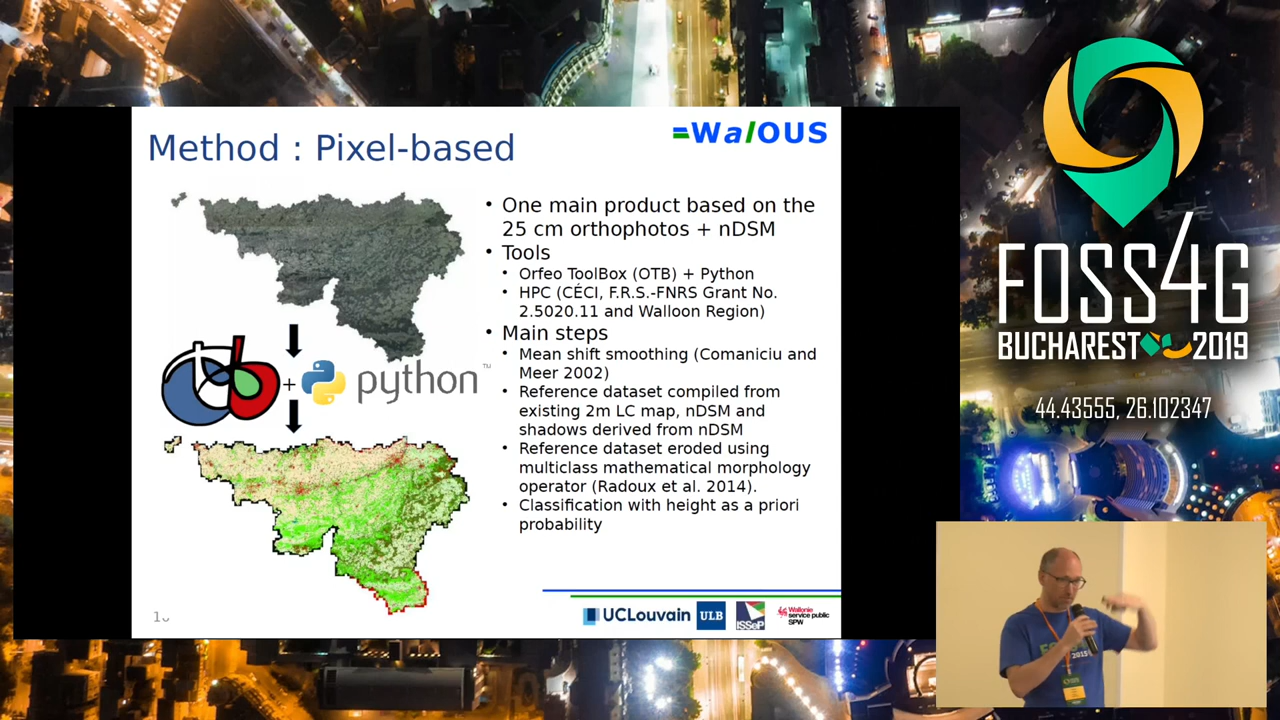 Method : Pixel-based
WalOUS
• One main product based on the
25 cm orthophotos + nDSM
• Tools
• Orfeo ToolBox (OTB) + Python
• HPC (CÉCI, F.R.S.-FNRS Grant No.
2.5020.11 and Walloon Region)
• Main steps
• Mean shift smoothing (Comaniciu and
Meer 2002)
• Reference dataset compiled from
existing 2m LC map, nDSM and
shadows derived from nDSM
• Reference dataset eroded using
multiclass mathematical morphology
operator (Radoux et al. 2014).
• Classification with height as a priori
probability
otb
+ python™
UCLouvain
ULB
ISSeP
Wallonie
service public
SPW
FOSS4G
BUCHAREST 2019
44.43555, 26.102347
2015